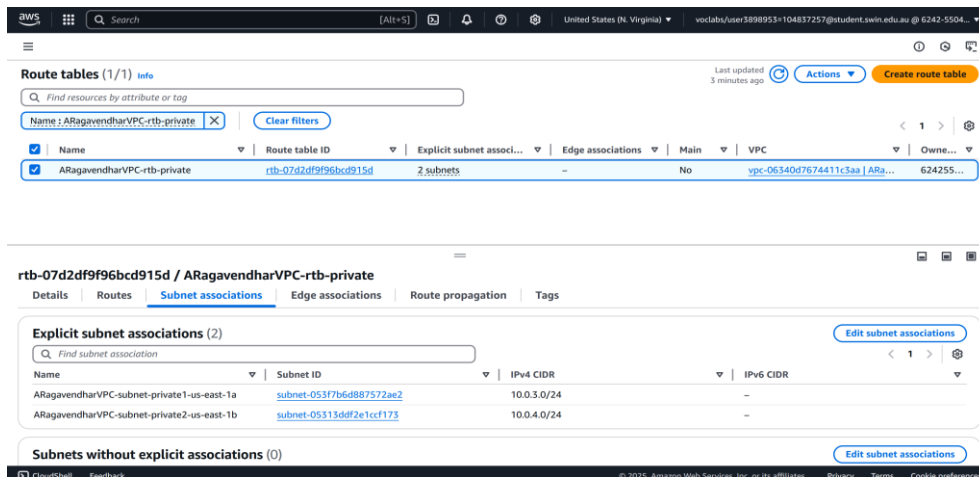 aws Search [Alt+S] United States (N. Virginia) ▼ voclabs/user3898953=104837257@student.swin.edu.au @ 6242-5504... ▼
Route tables (1/1) Info Last updated 3 minutes ago Actions ▼ Create route table
Find resources by attribute or tag
Name : ARagavendharVPC-rtb-private X Clear filters
< 1 >
Name Route table ID Explicit subnet associ... Edge associations Main VPC Owne...
ARagavendharVPC-rtb-private rtb-07d2df9f96bcd915d 2 subnets – No vpc-06340d7674411c3aa | ARa... 624255...
rtb-07d2df9f96bcd915d / ARagavendharVPC-rtb-private
Details Routes Subnet associations Edge associations Route propagation Tags
Explicit subnet associations (2) Edit subnet associations
Find subnet association < 1 >
Name Subnet ID IPv4 CIDR IPv6 CIDR
ARagavendharVPC-subnet-private1-us-east-1a subnet-053f7b6d887572ae2 10.0.3.0/24 –
ARagavendharVPC-subnet-private2-us-east-1b subnet-05313ddf2e1ccf173 10.0.4.0/24 –
Subnets without explicit associations (0) Edit subnet associations
CloudShell Feedback © 2025, Amazon Web Services, Inc. or its affiliates. Privacy Terms Cookie preferences